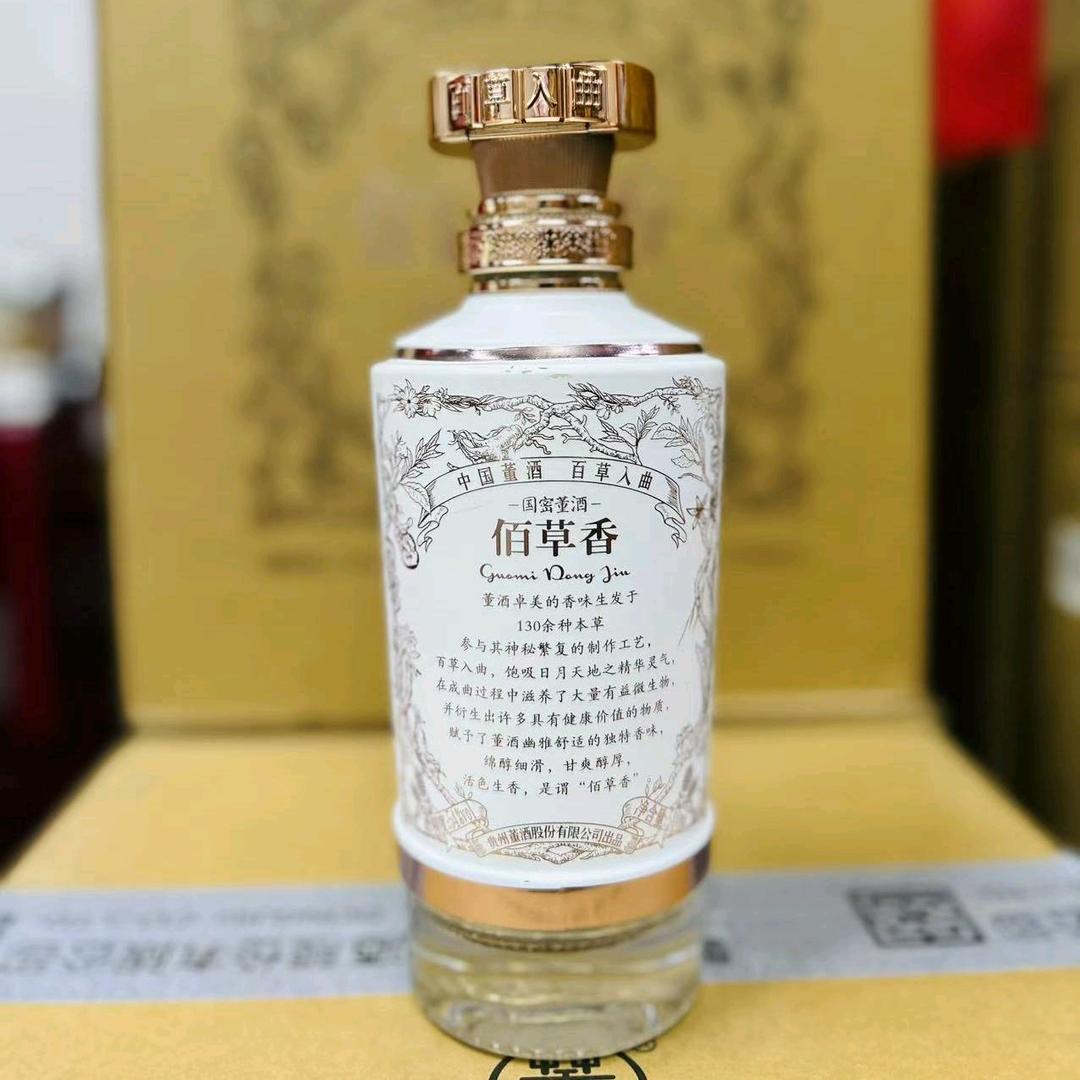 百草入曲
中国董酒 百草入曲
国密董酒
佰草香
Guomi Dong Jiu
董酒卓美的香味生发于
130余种本草
参与其神秘繁复的制作工艺,
百草入曲,饱吸日月天地之精华灵气,
在成曲过程中滋养了大量有益微生物,
并衍生出许多具有健康价值的物质,
赋予了董酒幽雅舒适的独特香味,
绵醇细滑,甘爽醇厚,
活色生香,是谓“佰草香”
贵州董酒股份有限公司出品